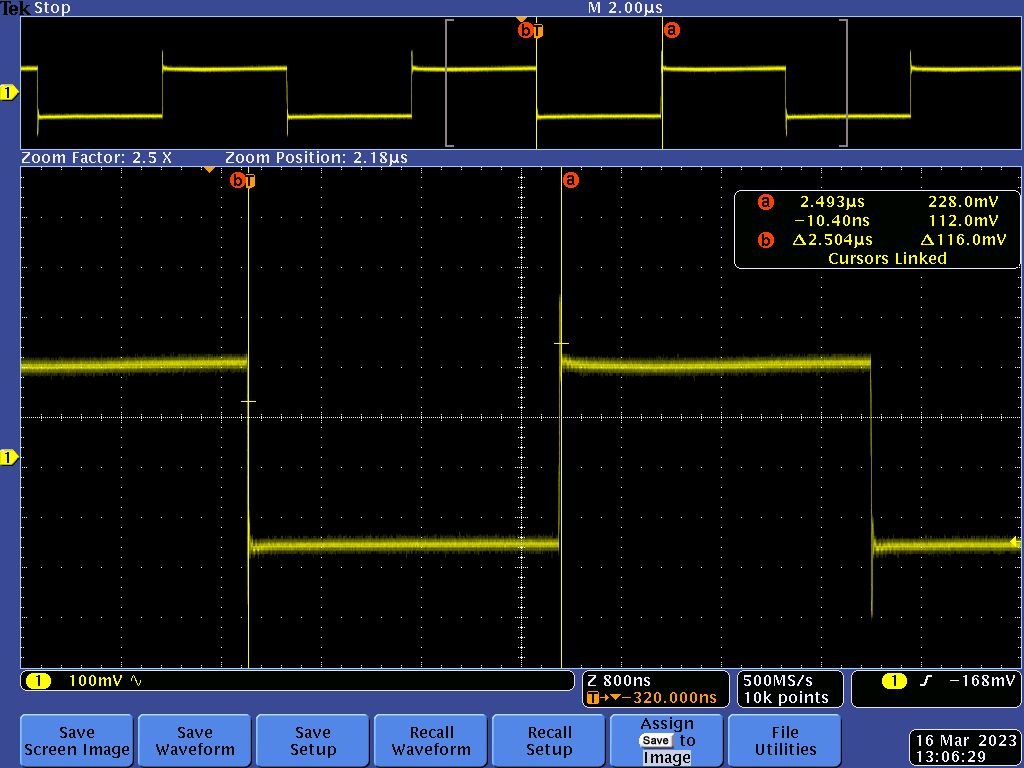 Tek Stop M 2.00µs
b T a
1
Zoom Factor: 2.5 X Zoom Position: 2.18µs
b T a
a 2.493µs 228.0mV
−10.40ns 112.0mV
b Δ2.504µs Δ116.0mV
Cursors Linked
1
1 100mV ∿
Z 800ns
T→▼−320.000ns
500MS/s
10k points
1 ʃ −168mV
Save
Screen Image
Save
Waveform
Save
Setup
Recall
Waveform
Recall
Setup
Assign
Save to
Image
File
Utilities
16 Mar 2023
13:06:29